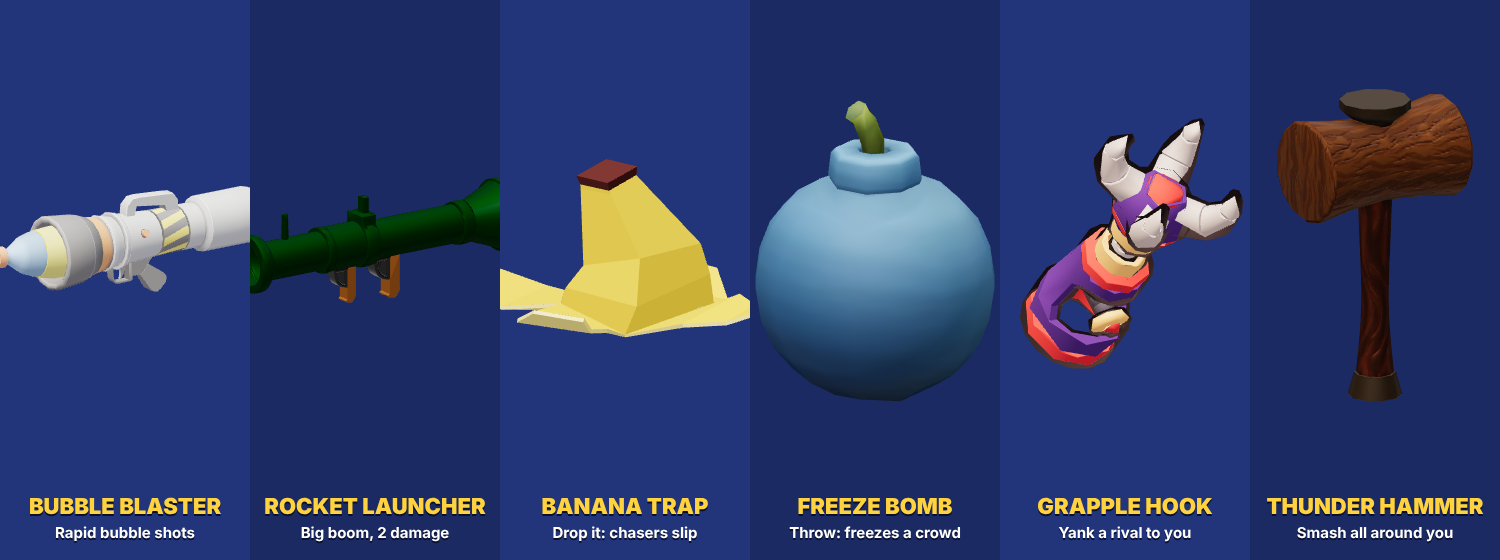 BUBBLE BLASTER
Rapid bubble shots
ROCKET LAUNCHER
Big boom, 2 damage
BANANA TRAP
Drop it: chasers slip
FREEZE BOMB
Throw: freezes a crowd
GRAPPLE HOOK
Yank a rival to you
THUNDER HAMMER
Smash all around you